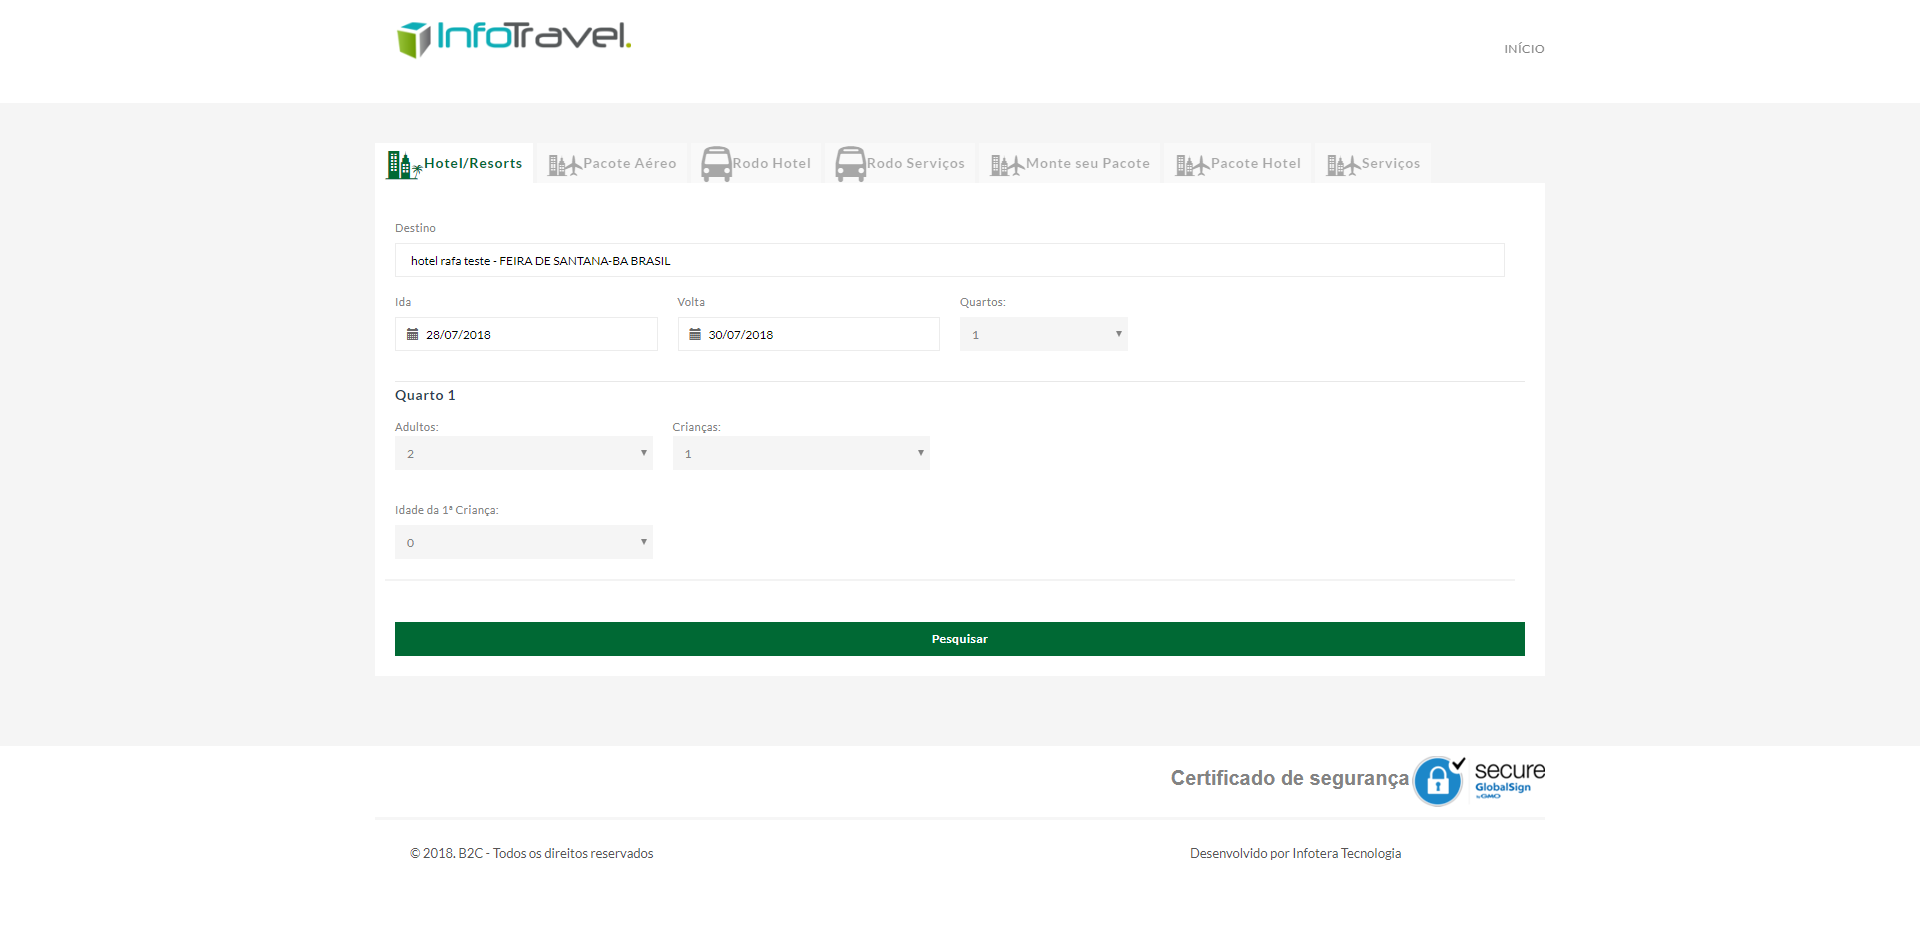 InfoTravel.
INÍCIO
Hotel/Resorts
Pacote Aéreo
Rodo Hotel
Rodo Serviços
Monte seu Pacote
Pacote Hotel
Serviços
Destino
hotel rafa teste - FEIRA DE SANTANA-BA BRASIL
Ida
Volta
Quartos:
28/07/2018
30/07/2018
1
Quarto 1
Adultos:
Crianças:
2
1
Idade da 1ª Criança:
0
Pesquisar
Certificado de segurança
secure
GlobalSign
by GMO
© 2018. B2C - Todos os direitos reservados
Desenvolvido por Infotera Tecnologia